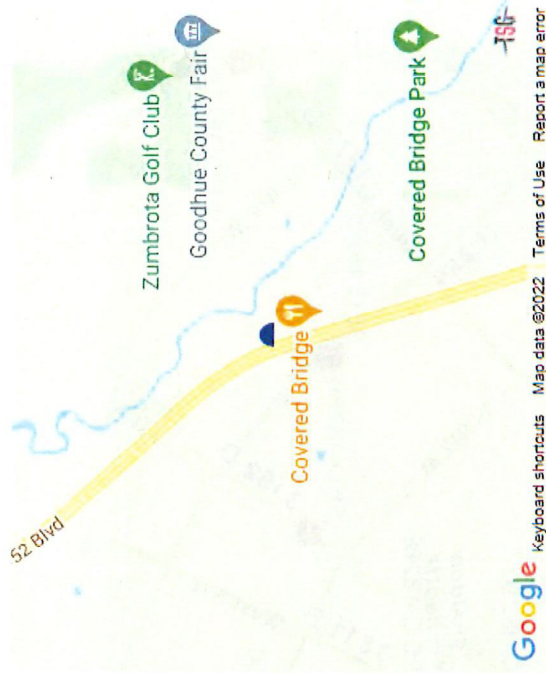 Zumbrota Golf Club
Goodhue County Fair
52 Blvd
Covered Bridge
Covered Bridge Park
Google
Keyboard shortcuts
Map data ©2022
Terms of Use
Report a map error
TSG